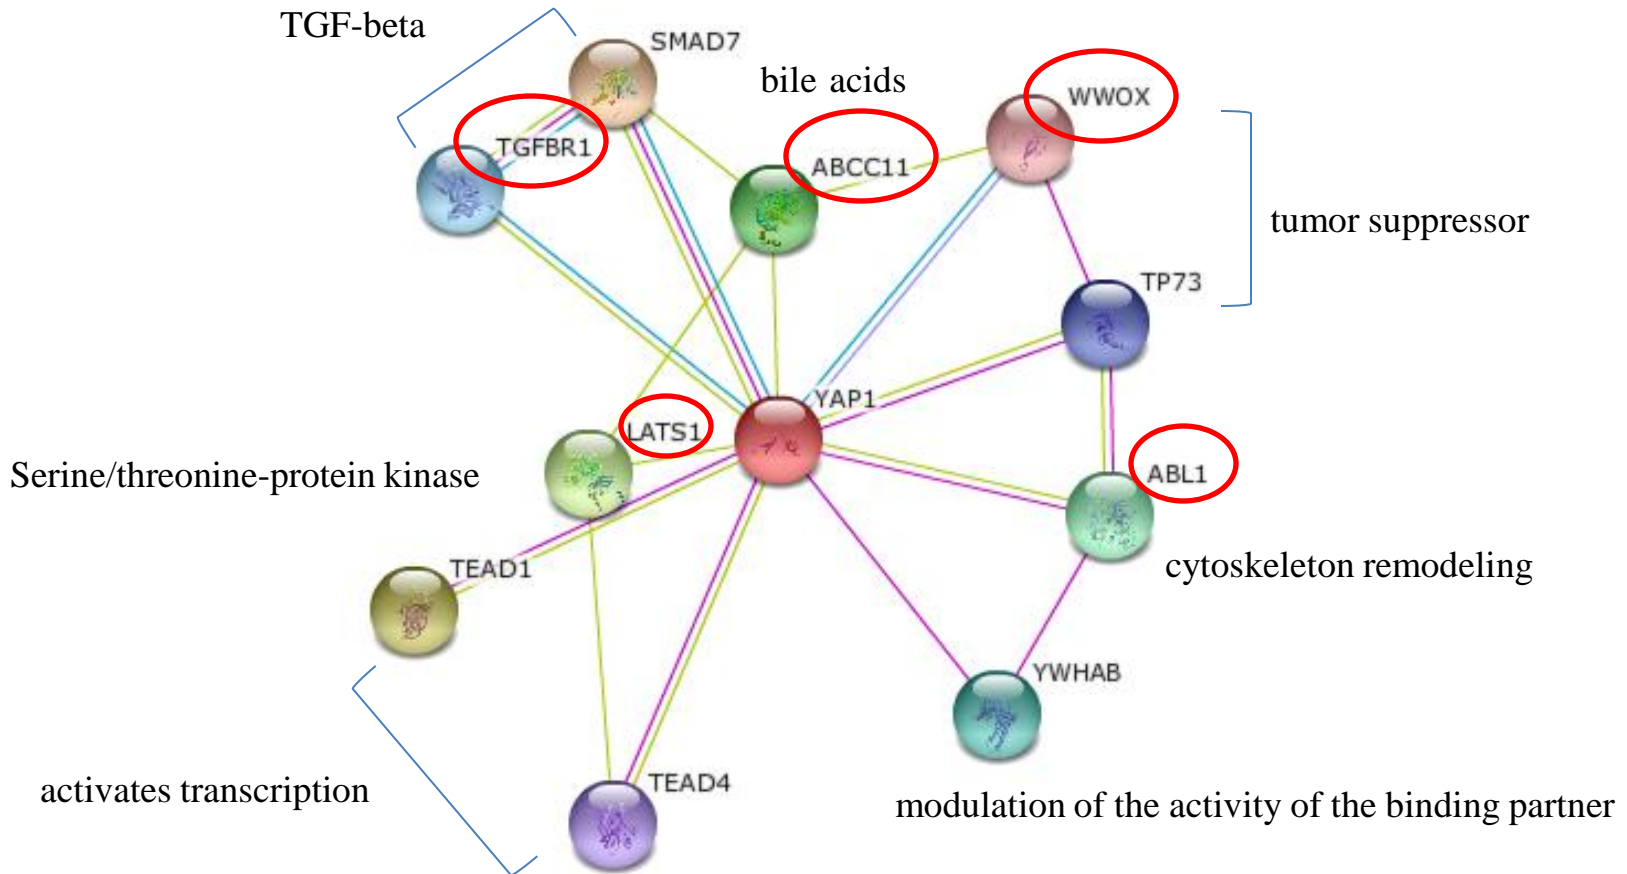 TGF-beta
SMAD7
bile acids
WWOX
TGFBR1
ABCC11
tumor suppressor
TP73
YAP1
LATS1
Serine/threonine-protein kinase
ABL1
TEAD1
cytoskeleton remodeling
YWHAB
activates transcription
TEAD4
modulation of the activity of the binding partner